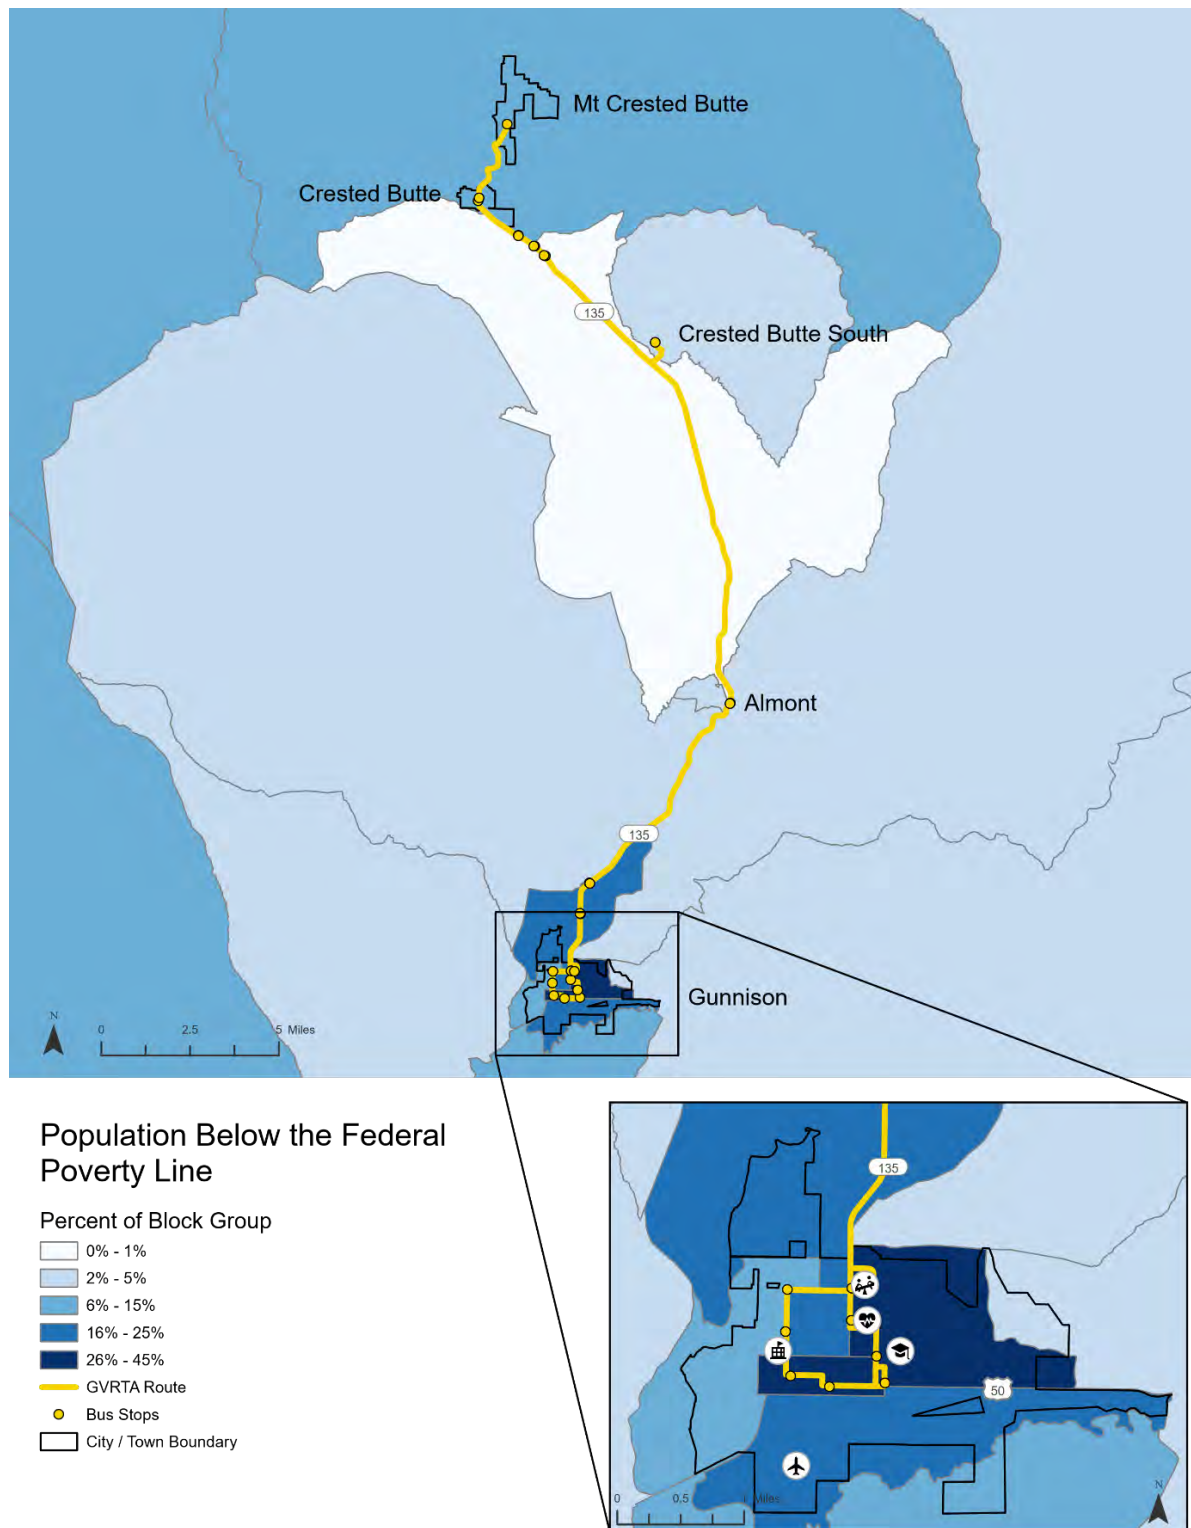 Mt Crested Butte
Crested Butte
135
Crested Butte South
Almont
135
Gunnison
N
0 2.5 5 Miles
Population Below the Federal
Poverty Line
Percent of Block Group
0% - 1%
2% - 5%
6% - 15%
16% - 25%
26% - 45%
GVRTA Route
Bus Stops
City / Town Boundary
135
50
0 0.5 1 Miles
N